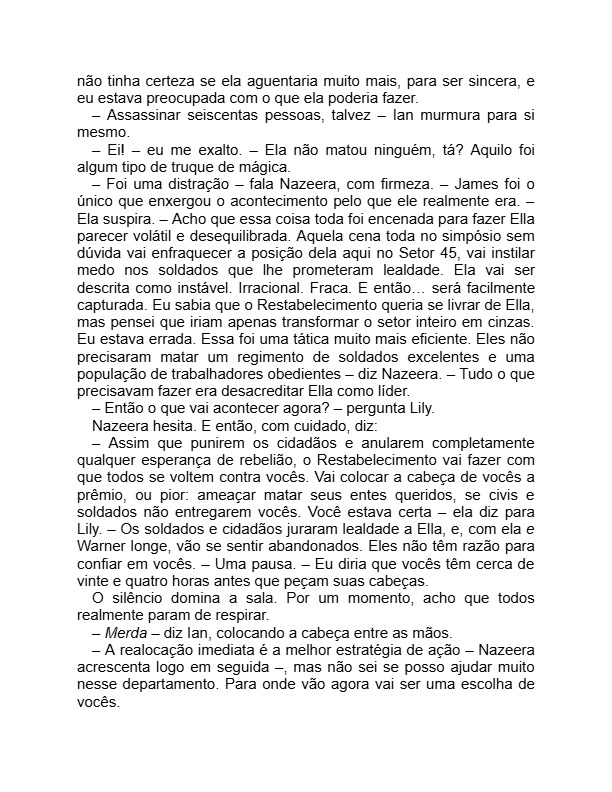 não tinha certeza se ela aguentaria muito mais, para ser sincera, e
eu estava preocupada com o que ela poderia fazer.
– Assassinar seiscentas pessoas, talvez – Ian murmura para si
mesmo.
– Ei! – eu me exalto. – Ela não matou ninguém, tá? Aquilo foi
algum tipo de truque de mágica.
– Foi uma distração – fala Nazeera, com firmeza. – James foi o
único que enxergou o acontecimento pelo que ele realmente era. –
Ela suspira. – Acho que essa coisa toda foi encenada para fazer Ella
parecer volátil e desequilibrada. Aquela cena toda no simpósio sem
dúvida vai enfraquecer a posição dela aqui no Setor 45, vai instilar
medo nos soldados que lhe prometeram lealdade. Ela vai ser
descrita como instável. Irracional. Fraca. E então… será facilmente
capturada. Eu sabia que o Restabelecimento queria se livrar de Ella,
mas pensei que iriam apenas transformar o setor inteiro em cinzas.
Eu estava errada. Essa foi uma tática muito mais eficiente. Eles não
precisaram matar um regimento de soldados excelentes e uma
população de trabalhadores obedientes – diz Nazeera. – Tudo o que
precisavam fazer era desacreditar Ella como líder.
– Então o que vai acontecer agora? – pergunta Lily.
Nazeera hesita. E então, com cuidado, diz:
– Assim que punirem os cidadãos e anularem completamente
qualquer esperança de rebelião, o Restabelecimento vai fazer com
que todos se voltem contra vocês. Vai colocar a cabeça de vocês a
prêmio, ou pior: ameaçar matar seus entes queridos, se civis e
soldados não entregarem vocês. Você estava certa – ela diz para
Lily. – Os soldados e cidadãos juraram lealdade a Ella, e, com ela e
Warner longe, vão se sentir abandonados. Eles não têm razão para
confiar em vocês. – Uma pausa. – Eu diria que vocês têm cerca de
vinte e quatro horas antes que peçam suas cabeças.
O silêncio domina a sala. Por um momento, acho que todos
realmente param de respirar.
– Merda – diz Ian, colocando a cabeça entre as mãos.
– A realocação imediata é a melhor estratégia de ação – Nazeera
acrescenta logo em seguida –, mas não sei se posso ajudar muito
nesse departamento. Para onde vão agora vai ser uma escolha de
vocês.